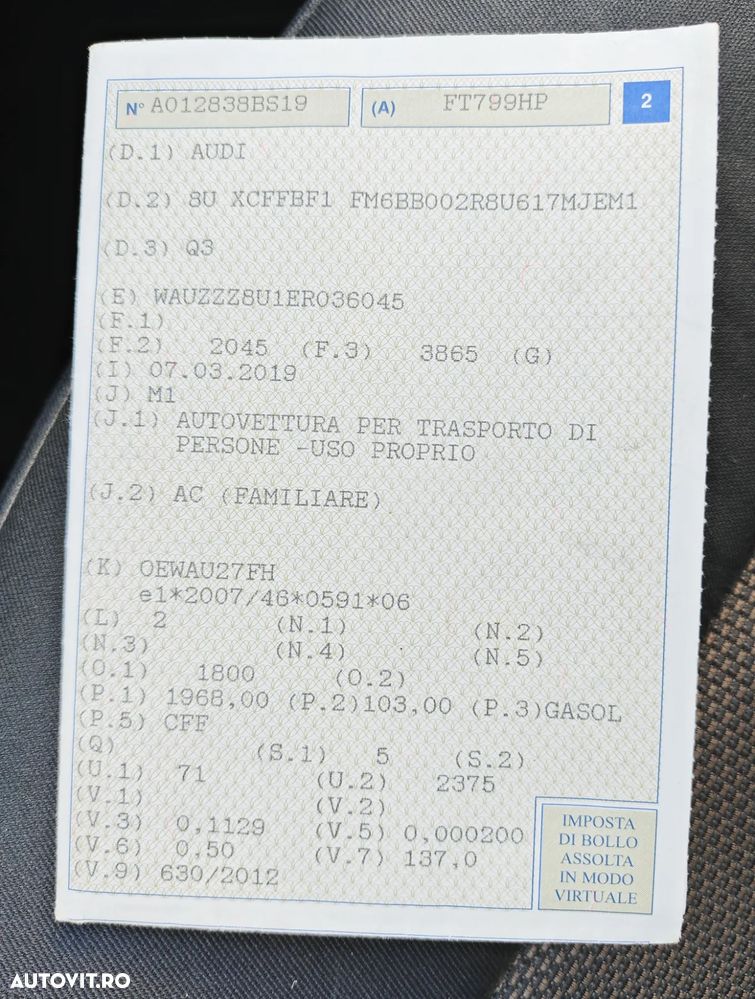 N° A012838BS19 (A) FT799HP 2
(D.1) AUDI
(D.2) 8U XCFFBF1 FM6BB002R8U617MJEM1
(D.3) Q3
(E) WAUZZZ8U1ER036045
(F.1)
(F.2) 2045 (F.3) 3865 (G)
(I) 07.03.2019
(J) M1
(J.1) AUTOVETTURA PER TRASPORTO DI
PERSONE -USO PROPRIO
(J.2) AC (FAMILIARE)
(K) OEWAU27FH
e1*2007/46*0591*06
(L) 2 (N.1) (N.2)
(N.3) (N.4) (N.5)
(O.1) 1800 (O.2)
(P.1) 1968,00 (P.2)103,00 (P.3)GASOL
(P.5) CFF
(Q) (S.1) 5 (S.2)
(U.1) 71 (U.2) 2375
(V.1) (V.2)
(V.3) 0,1129 (V.5) 0,000200
(V.6) 0,50 (V.7) 137,0
(V.9) 630/2012
IMPOSTA
DI BOLLO
ASSOLTA
IN MODO
VIRTUALE
AUTOVIT.RO